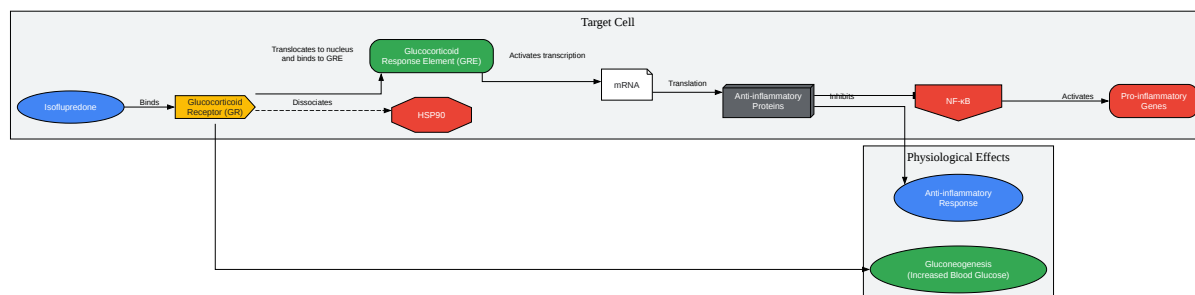 Target Cell
Translocates to nucleus
and binds to GRE
Glucocorticoid
Response Element (GRE)
Activates transcription
mRNA
Translation
Isoflupredone
Binds
Glucocorticoid
Receptor (GR)
Dissociates
HSP90
Anti-inflammatory
Proteins
Inhibits
NF-κB
Activates
Pro-inflammatory
Genes
Physiological Effects
Anti-inflammatory
Response
Gluconeogenesis
(Increased Blood Glucose)